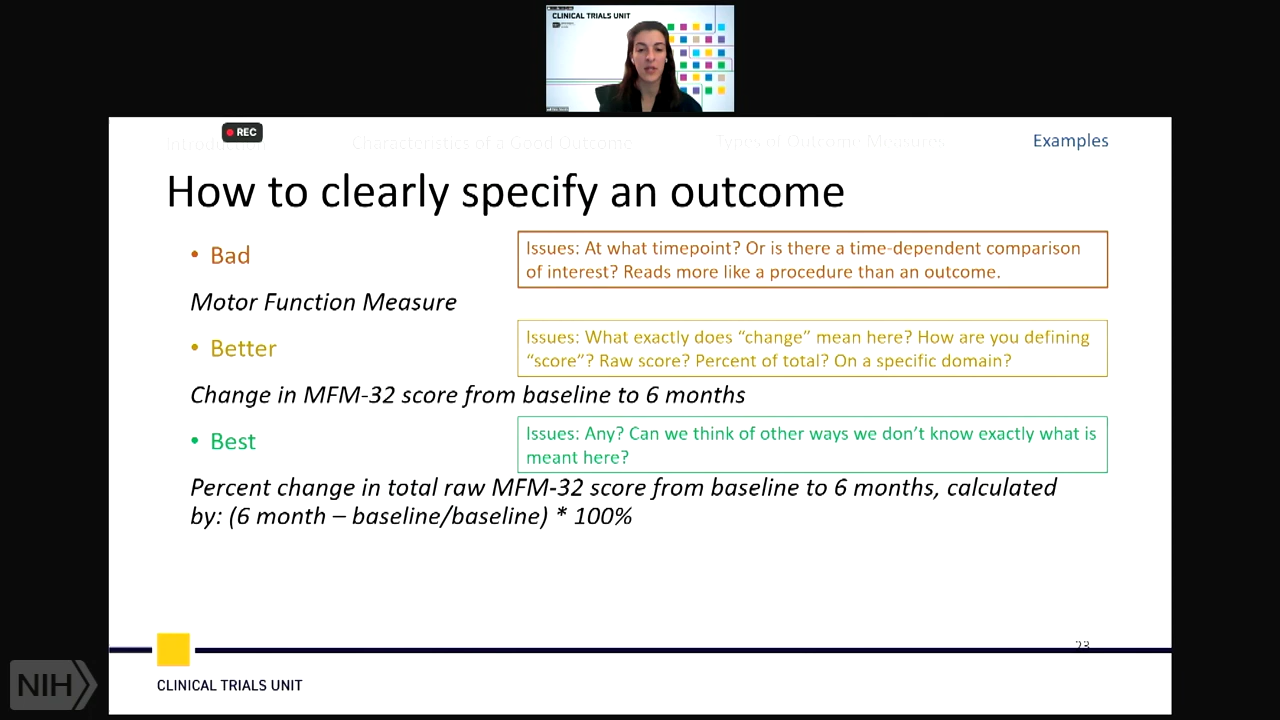 CLINICAL TRIALS UNIT
REC
Introduction
Characteristics of a Good Outcome
Types of Outcome Measures
Examples
How to clearly specify an outcome
• Bad
Issues: At what timepoint? Or is there a time-dependent comparison
of interest? Reads more like a procedure than an outcome.
Motor Function Measure
• Better
Issues: What exactly does “change” mean here? How are you defining
“score”? Raw score? Percent of total? On a specific domain?
Change in MFM-32 score from baseline to 6 months
• Best
Issues: Any? Can we think of other ways we don’t know exactly what is
meant here?
Percent change in total raw MFM-32 score from baseline to 6 months, calculated
by: (6 month – baseline/baseline) * 100%
23
CLINICAL TRIALS UNIT
NIH